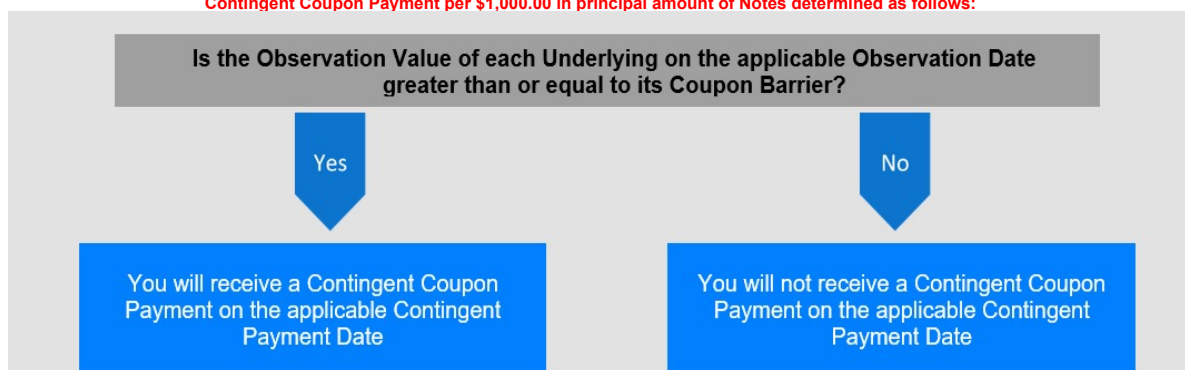 Contingent Coupon Payment per $1,000.00 in principal amount of Notes determined as follows:
Is the Observation Value of each Underlying on the applicable Observation Date
greater than or equal to its Coupon Barrier?
Yes
No
You will receive a Contingent Coupon
Payment on the applicable Contingent
Payment Date
You will not receive a Contingent Coupon
Payment on the applicable Contingent
Payment Date